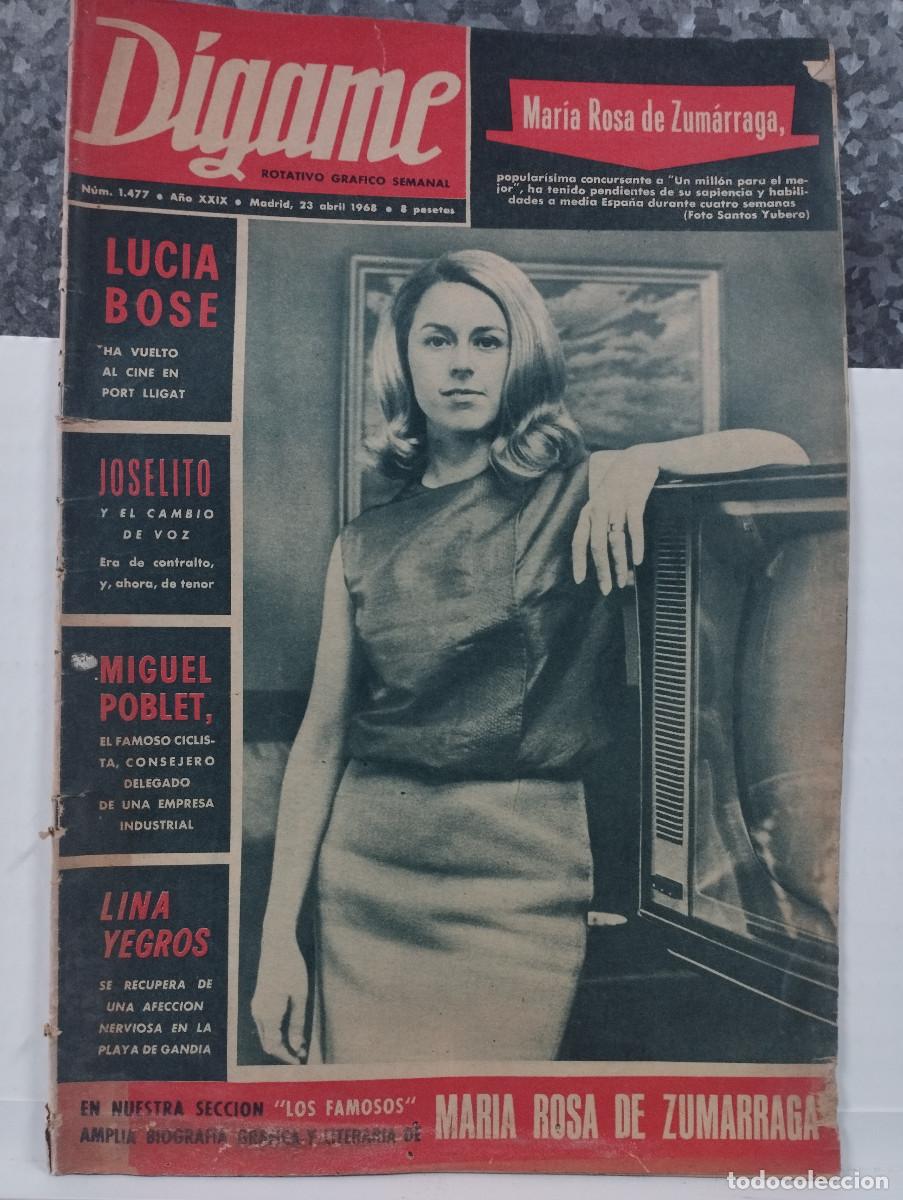 Dígame
ROTATIVO GRAFICO SEMANAL
Núm. 1.477 • Año XXIX • Madrid, 23 abril 1968 • 8 pesetas
María Rosa de Zumárraga,
popularísima concursante a "Un millón para el me-
jor", ha tenido pendientes de su sapiencia y habili-
dades a media España durante cuatro semanas
(Foto Santos Yubero)
LUCIA
BOSE
HA VUELTO
AL CINE EN
PORT LLIGAT
JOSELITO
Y EL CAMBIO
DE VOZ
Era de contralto,
y, ahora, de tenor
MIGUEL
POBLET,
EL FAMOSO CICLIS-
TA, CONSEJERO
DELEGADO
DE UNA EMPRESA
INDUSTRIAL
LINA
YEGROS
SE RECUPERA DE
UNA AFECCION
NERVIOSA EN LA
PLAYA DE GANDIA
EN NUESTRA SECCION "LOS FAMOSOS"
AMPLIA BIOGRAFIA GRAFICA Y LITERARIA DE
MARIA ROSA DE ZUMARRAGA
todocoleccion